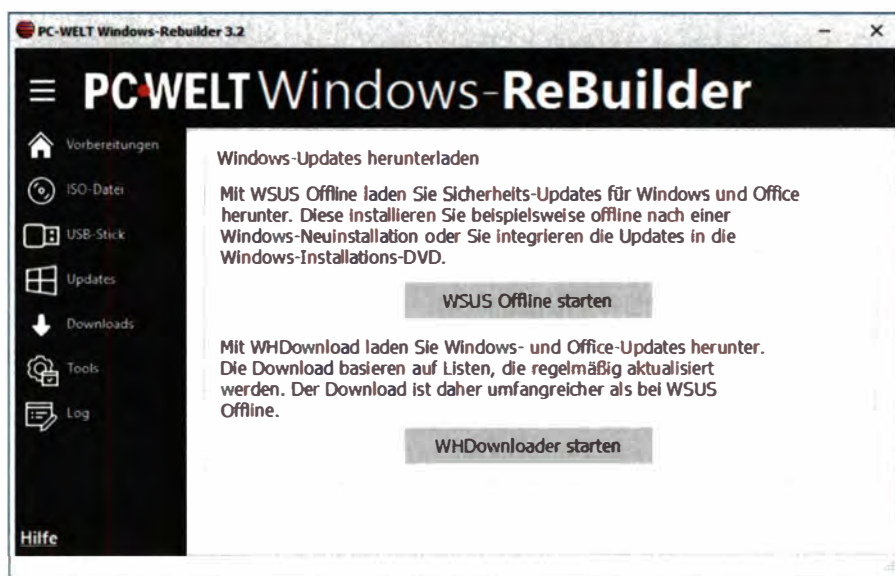 PC-WELT Windows-Rebuilder 3.2
PC-WELT Windows-ReBuilder
Vorbereitungen
ISO-Datei
USB-Stick
Updates
Downloads
Tools
Log
Hilfe
Windows-Updates herunterladen
Mit WSUS Offline laden Sie Sicherheits-Updates für Windows und Office
herunter. Diese installieren Sie beispielsweise offline nach einer
Windows-Neuinstallation oder Sie integrieren die Updates in die
Windows-Installations-DVD.
WSUS Offline starten
Mit WHDownload laden Sie Windows- und Office-Updates herunter.
Die Download basieren auf Listen, die regelmäßig aktualisiert
werden. Der Download ist daher umfangreicher als bei WSUS
Offline.
WHDownloader starten